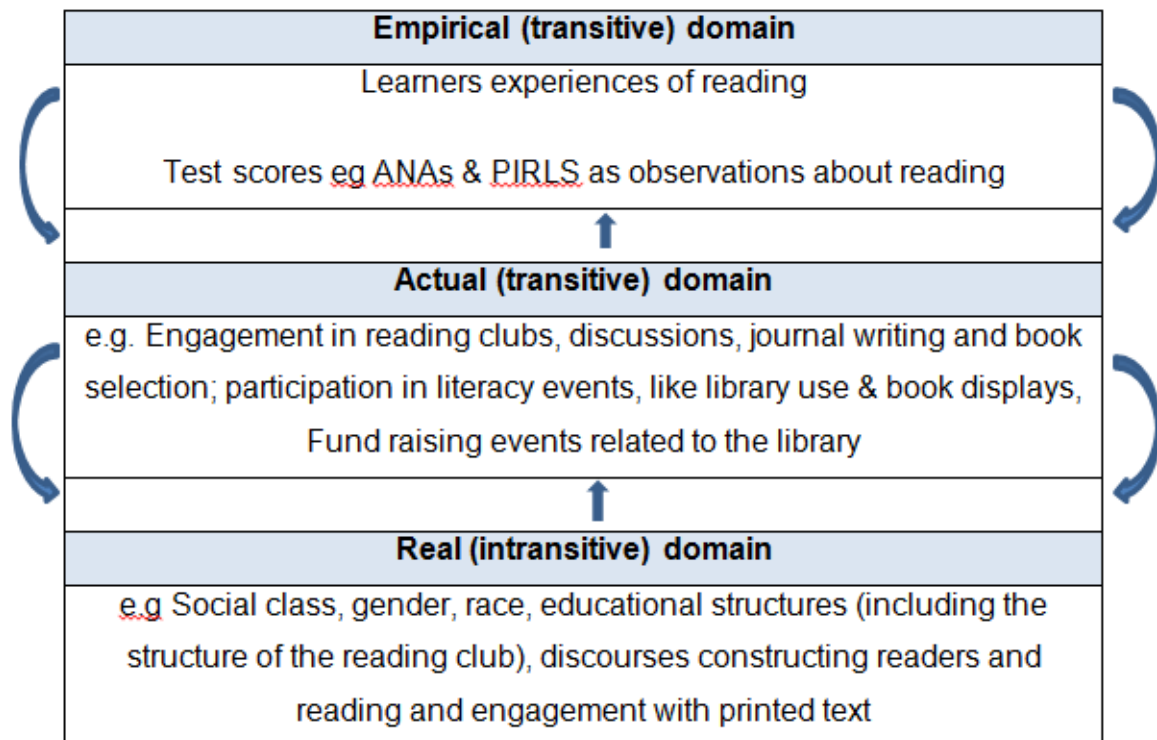 Empirical (transitive) domain
Learners experiences of reading
Test scores eg ANAs & PIRLS as observations about reading
Actual (transitive) domain
e.g. Engagement in reading clubs, discussions, journal writing and book
selection; participation in literacy events, like library use & book displays,
Fund raising events related to the library
Real (intransitive) domain
e.g Social class, gender, race, educational structures (including the
structure of the reading club), discourses constructing readers and
reading and engagement with printed text